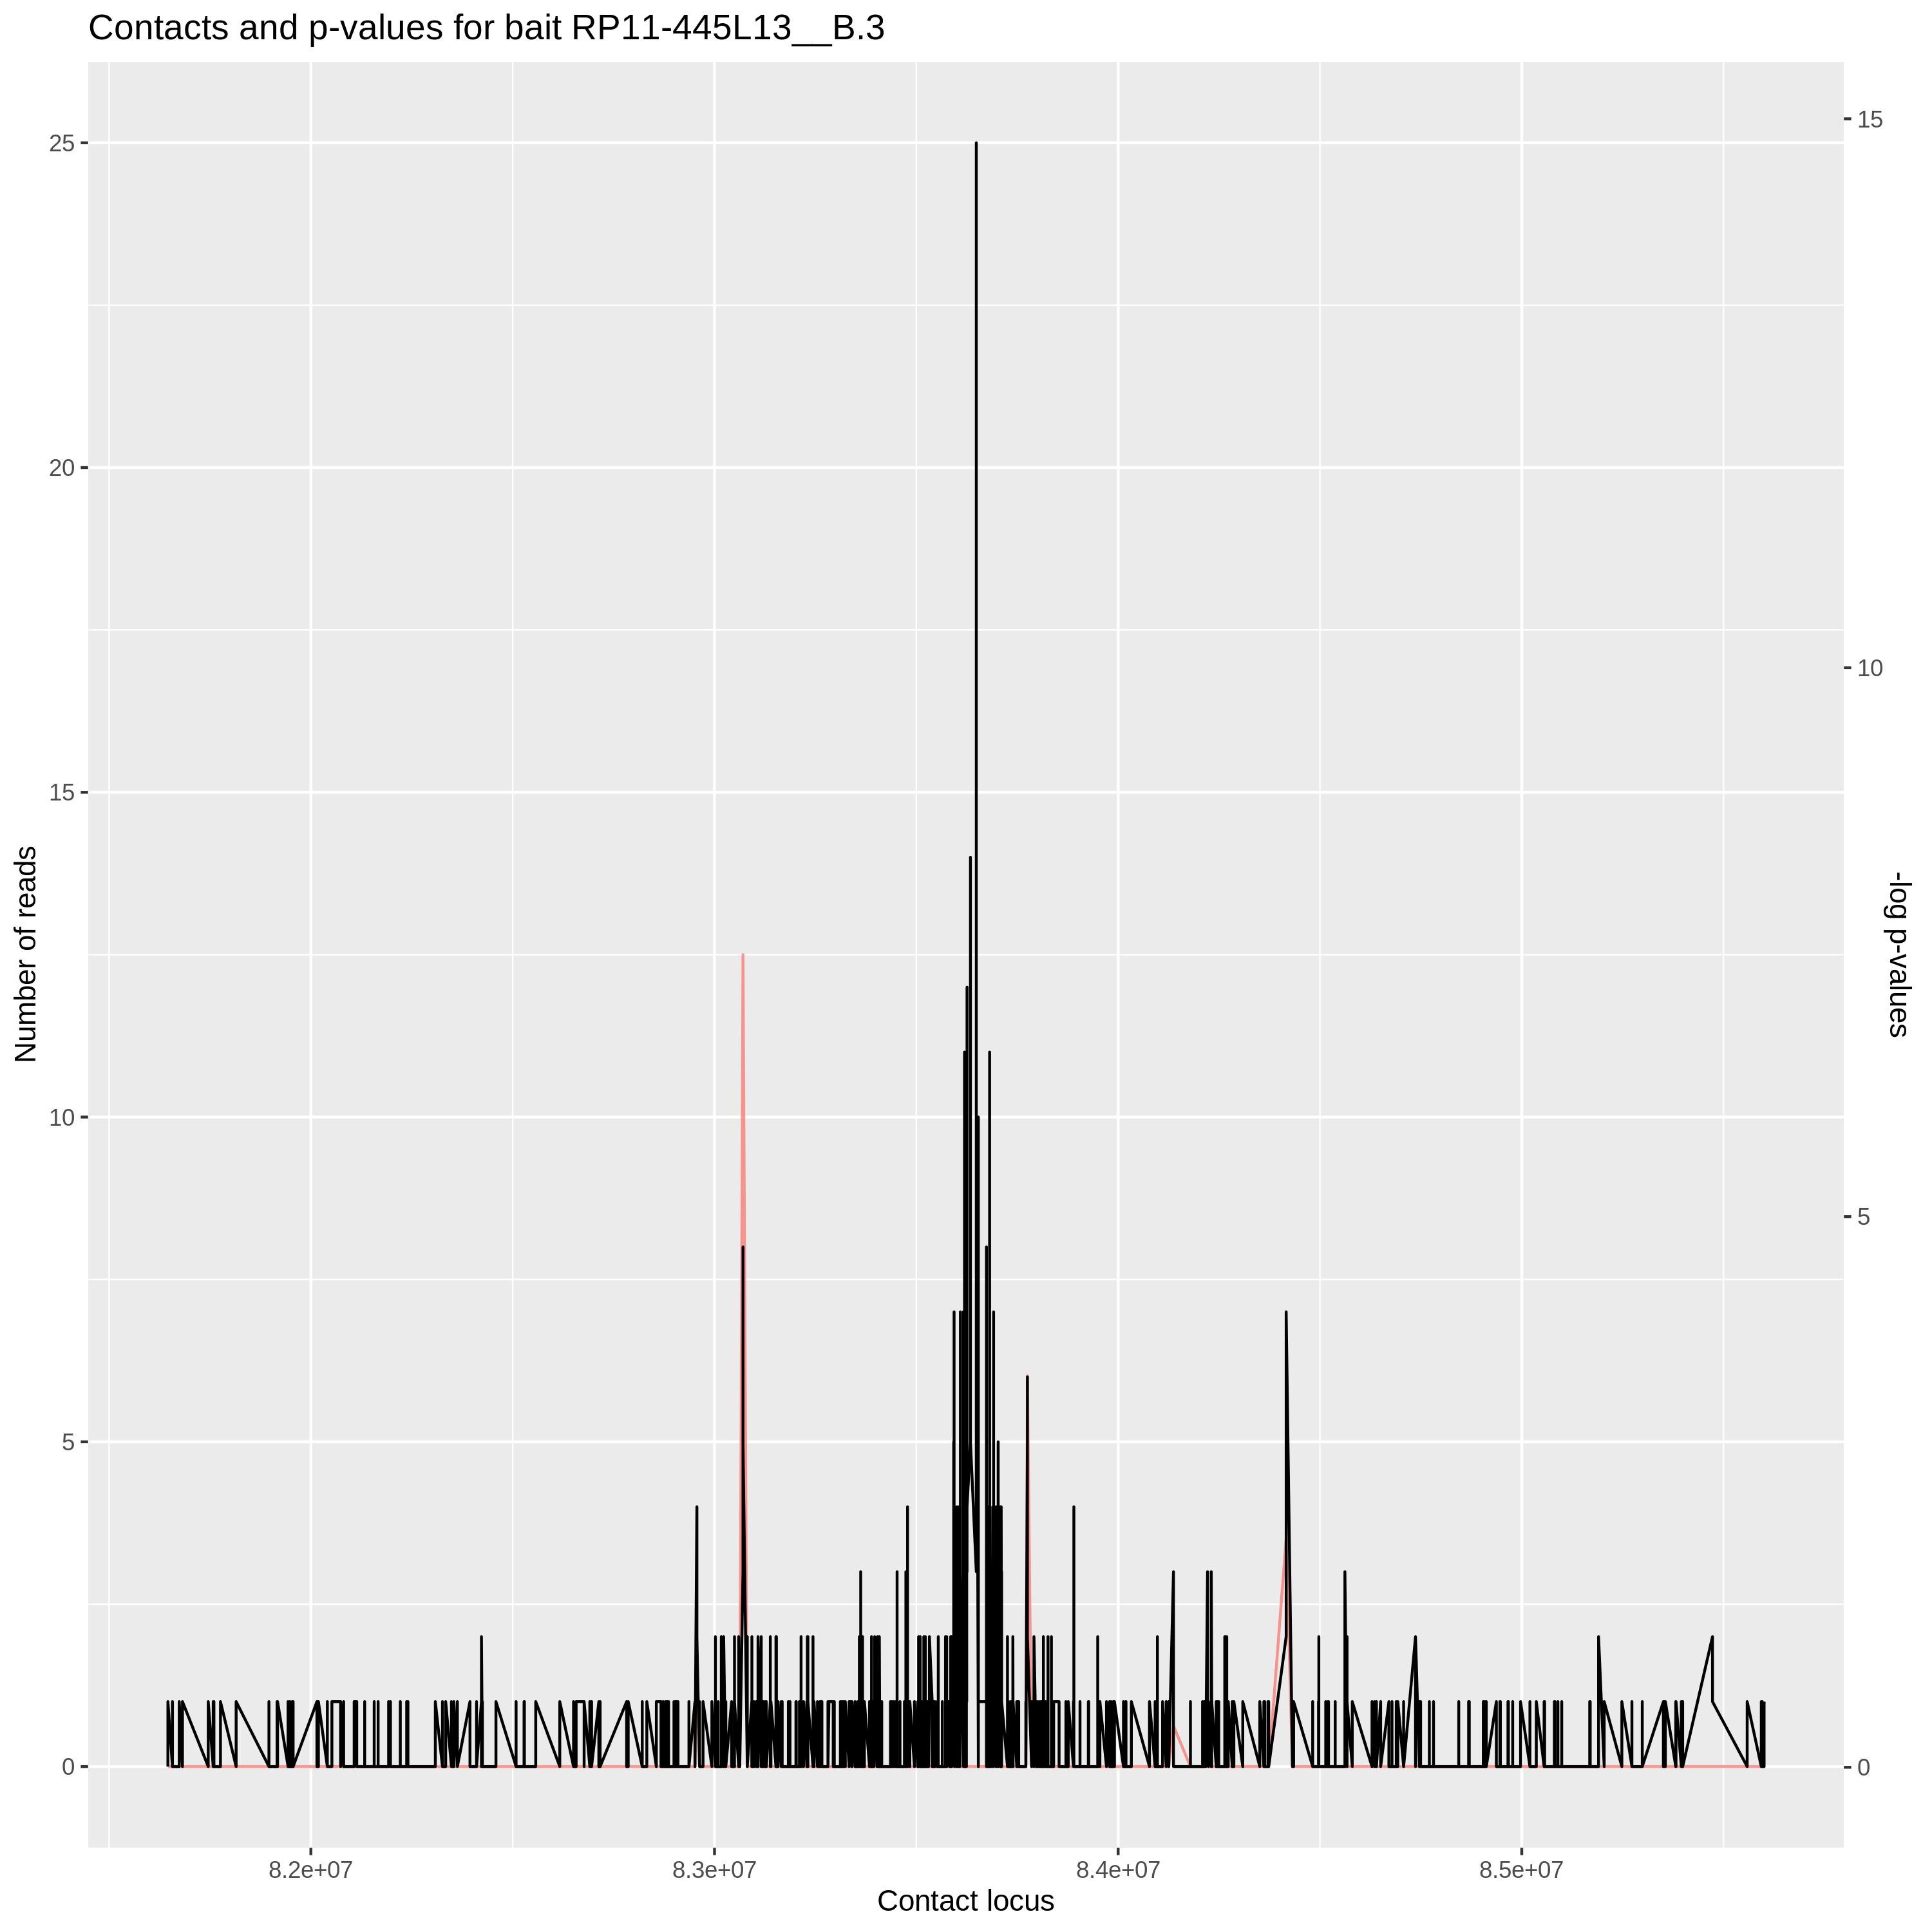 Contacts and p-values for bait RP11-445L13__B.3
25
20
15
10
5
0
Number of reads
15
10
5
0
-log p-values
8.2e+07
8.3e+07
8.4e+07
8.5e+07
Contact locus